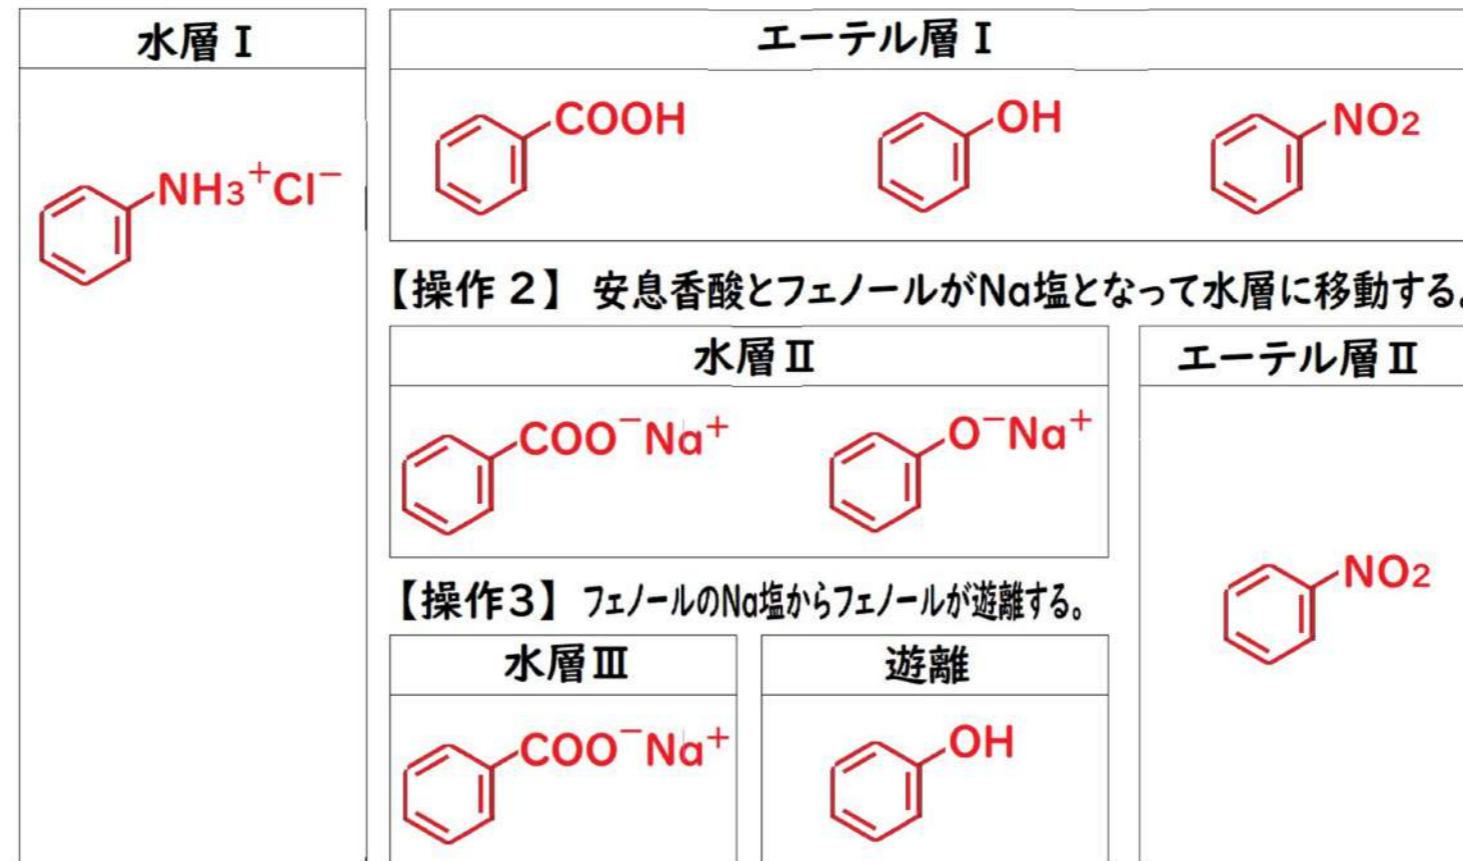 水層Ⅰ
エーテル層Ⅰ
NH3+Cl−
COOH
OH
NO2
【操作2】 安息香酸とフェノールがNa塩となって水層に移動する。
水層Ⅱ
エーテル層Ⅱ
COO−Na+
O−Na+
NO2
【操作3】 フェノールのNa塩からフェノールが遊離する。
水層Ⅲ
遊離
COO−Na+
OH